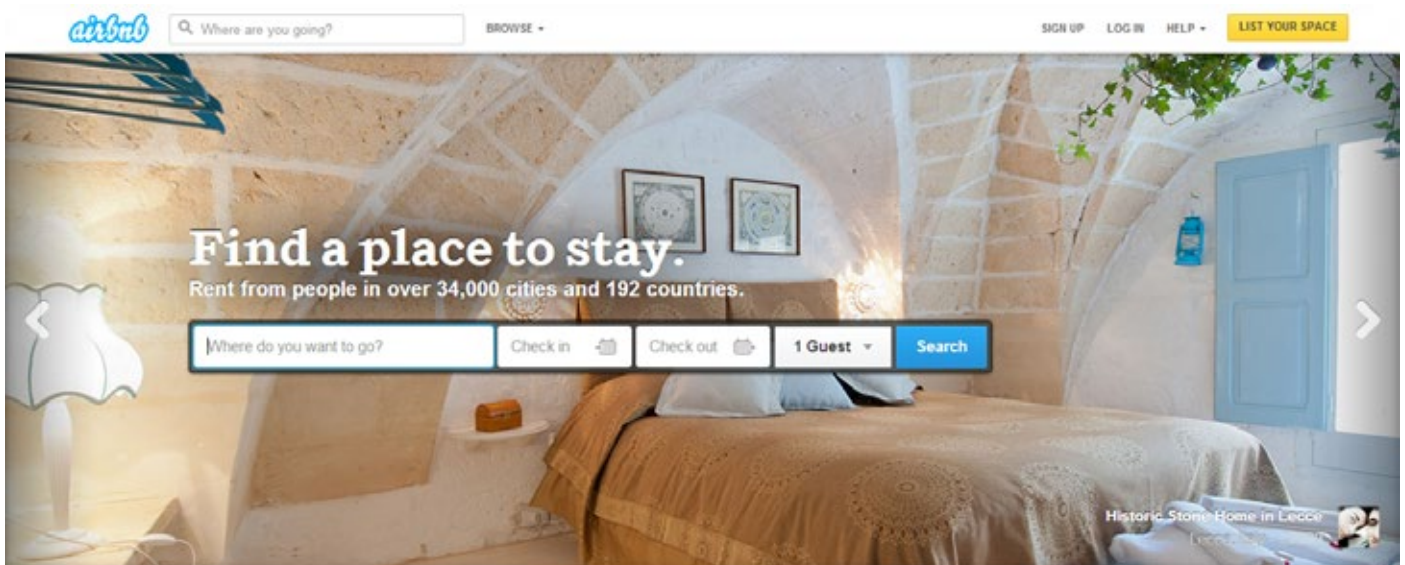 airbnb
Where are you going?
BROWSE
SIGN UP
LOG IN
HELP
LIST YOUR SPACE
Find a place to stay.
Rent from people in over 34,000 cities and 192 countries.
Where do you want to go?
Check in
Check out
1 Guest
Search
Historic Stone Home in Lecce
Lecce